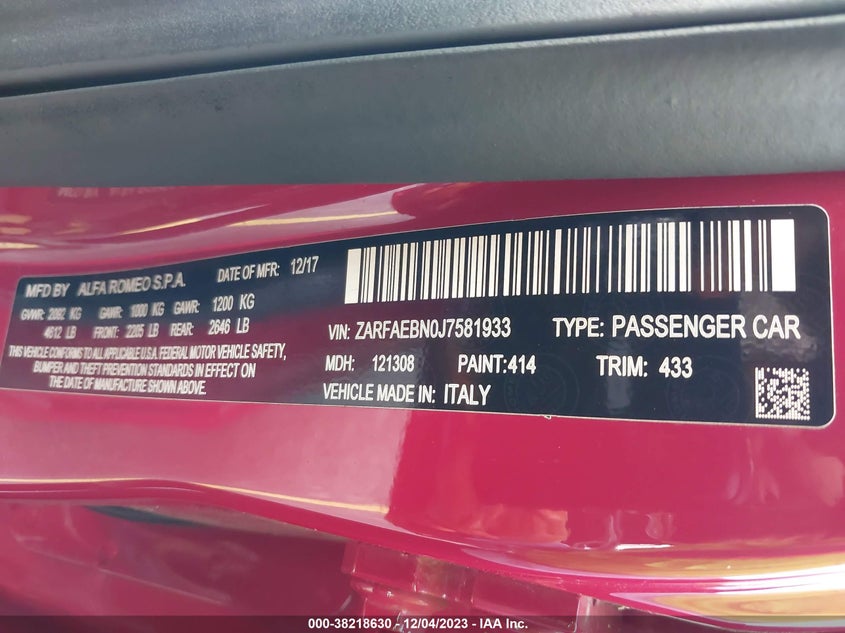 MFD BY ALFA ROMEO S.P.A. DATE OF MFR: 12/17
GVWR: 2092 KG GAWR: 1000 KG GAWR: 1200 KG
4612 LB FRONT: 2205 LB REAR: 2646 LB
THIS VEHICLE CONFORMS TO ALL APPLICABLE U.S.A. FEDERAL MOTOR VEHICLE SAFETY,
BUMPER AND THEFT PREVENTION STANDARDS IN EFFECT ON
THE DATE OF MANUFACTURE SHOWN ABOVE.
VIN: ZARFAEBN0J7581933 TYPE: PASSENGER CAR
MDH: 121308 PAINT:414 TRIM: 433
VEHICLE MADE IN: ITALY
000-38218630 - 12/04/2023 - IAA Inc.